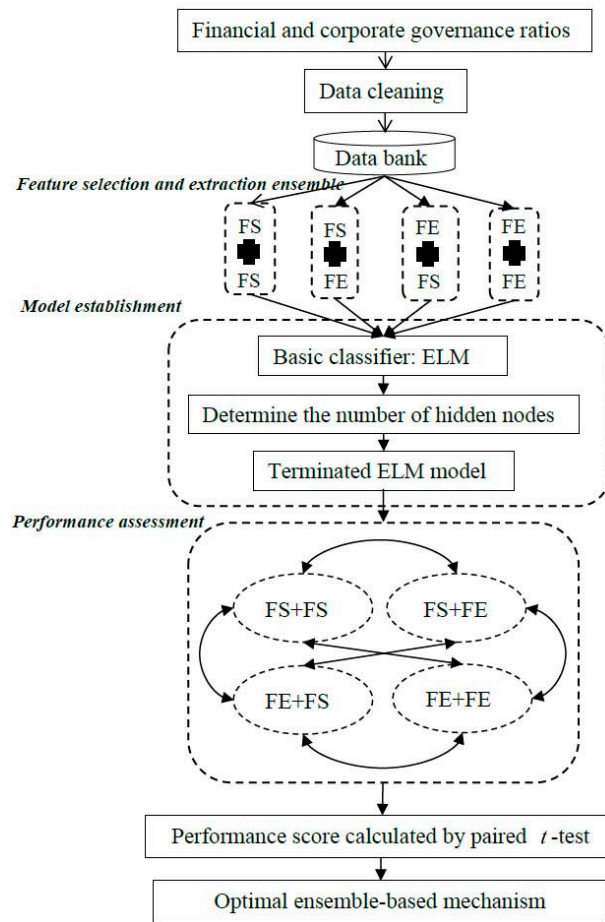 Financial and corporate governance ratios
Data cleaning
Data bank
Feature selection and extraction ensemble
FS FS FE FE
FS FE FS FE
Model establishment
Basic classifier: ELM
Determine the number of hidden nodes
Terminated ELM model
Performance assessment
FS+FS FS+FE
FE+FS FE+FE
Performance score calculated by paired t-test
Optimal ensemble-based mechanism